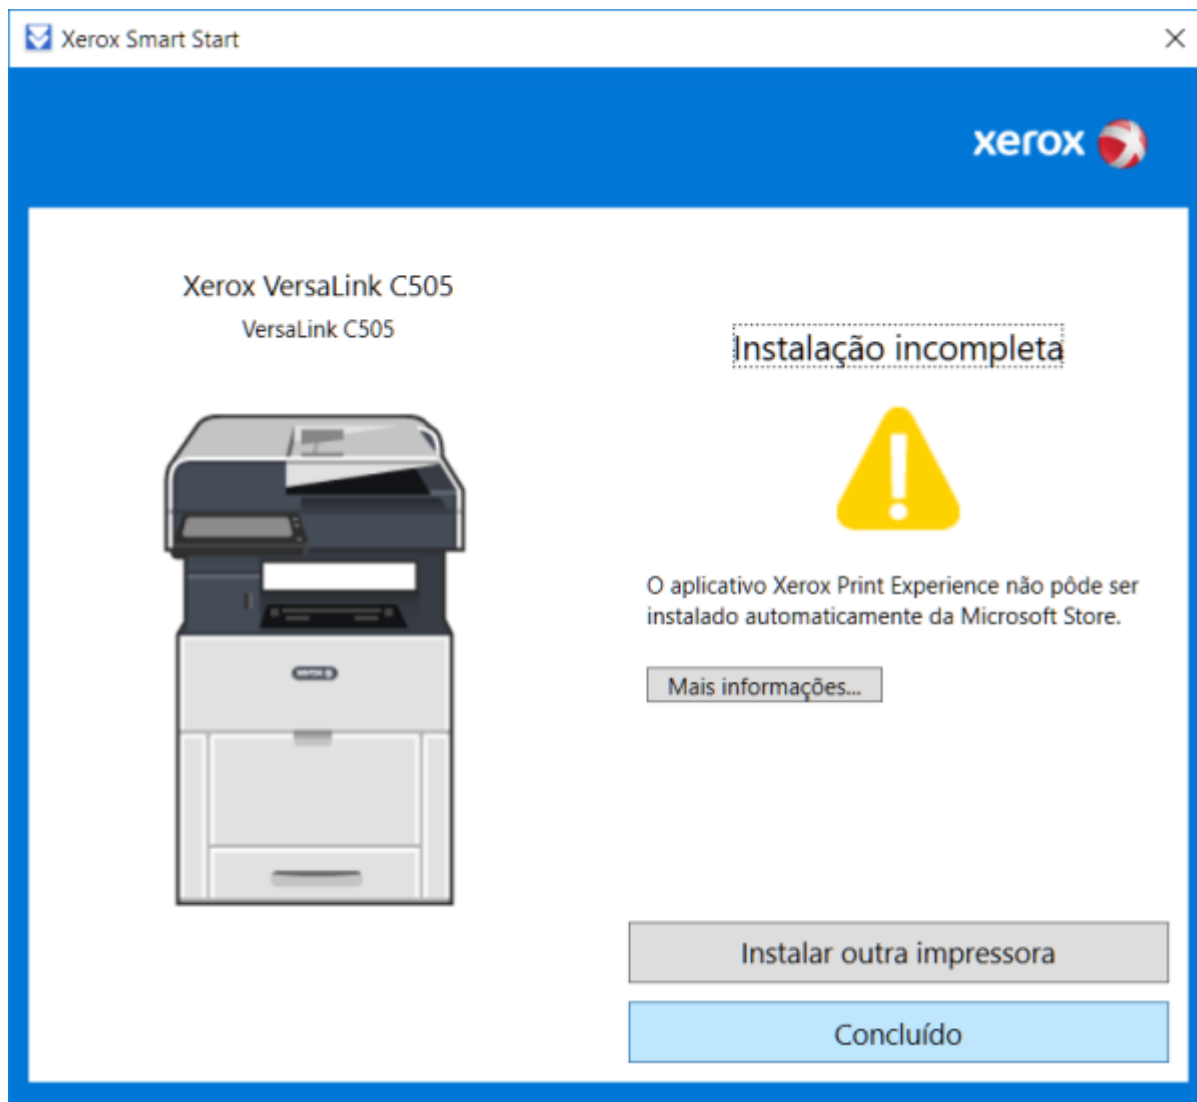 Xerox Smart Start
xerox
Xerox VersaLink C505
VersaLink C505
Instalação incompleta
O aplicativo Xerox Print Experience não pôde ser
instalado automaticamente da Microsoft Store.
Mais informações...
Instalar outra impressora
Concluído